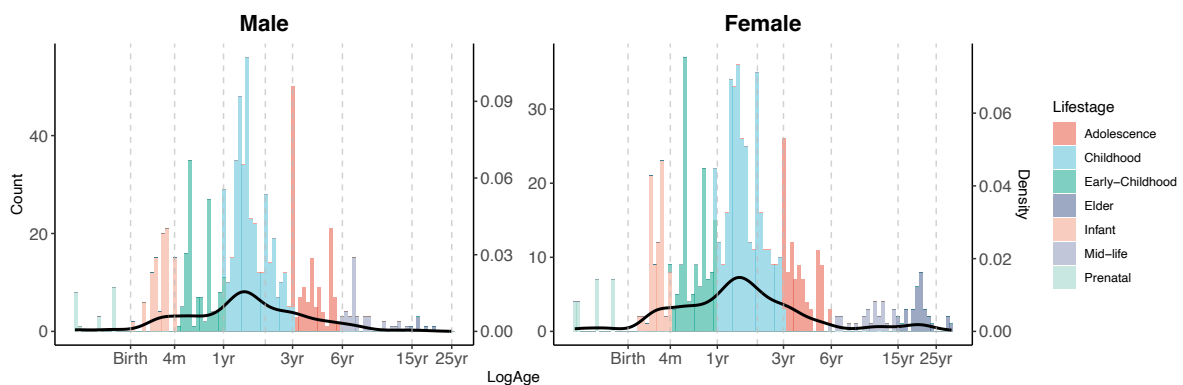 Male
Female
Count
40
20
0
0.09
0.06
0.03
0.00
Birth 4m 1yr 3yr 6yr 15yr 25yr
30
20
10
0
0.06
0.04
0.02
0.00
Density
Birth 4m 1yr 3yr 6yr 15yr 25yr
LogAge
Lifestage
Adolescence
Childhood
Early−Childhood
Elder
Infant
Mid−life
Prenatal